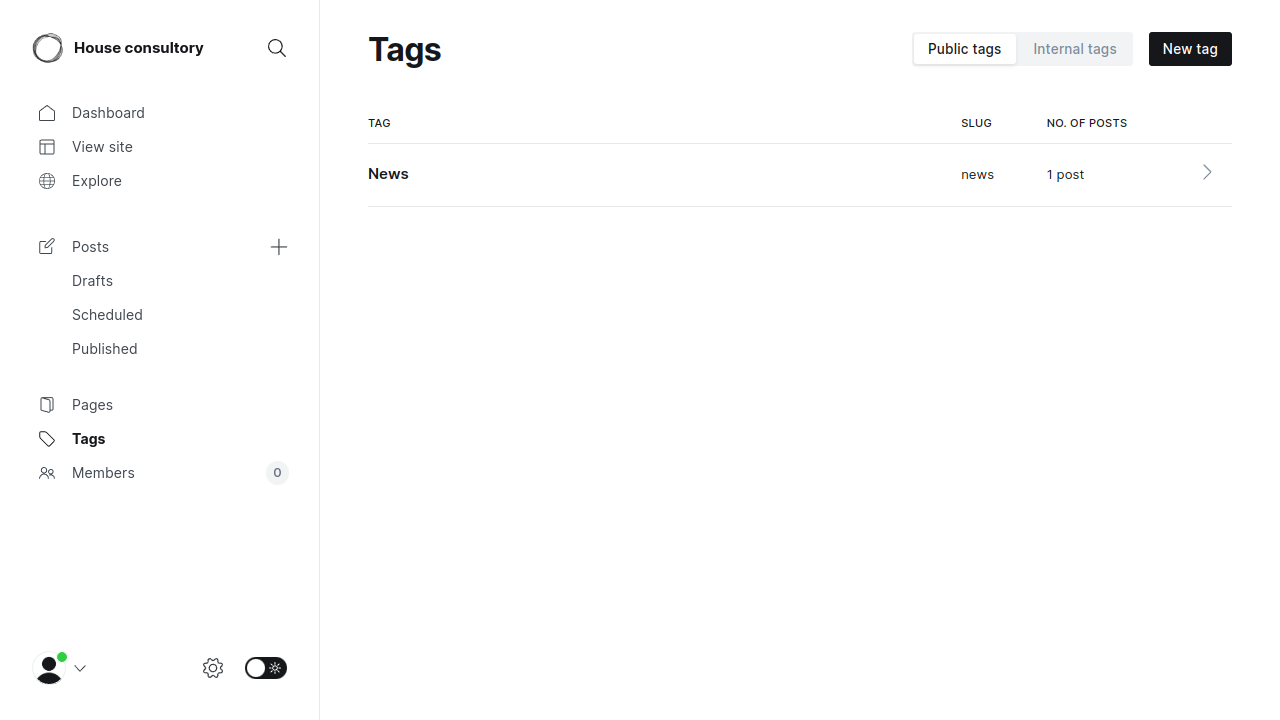 House consultory
Dashboard
View site
Explore
Posts
Drafts
Scheduled
Published
Pages
Tags
Members
0
Tags
Public tags
Internal tags
New tag
TAG
SLUG
NO. OF POSTS
News
news
1 post